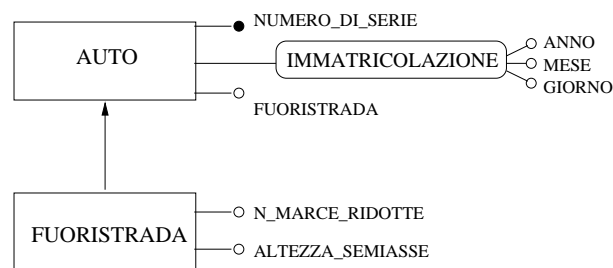 NUMERO_DI_SERIE
AUTO
IMMATRICOLAZIONE
ANNO
MESE
GIORNO
FUORISTRADA
FUORISTRADA
N_MARCE_RIDOTTE
ALTEZZA_SEMIASSE